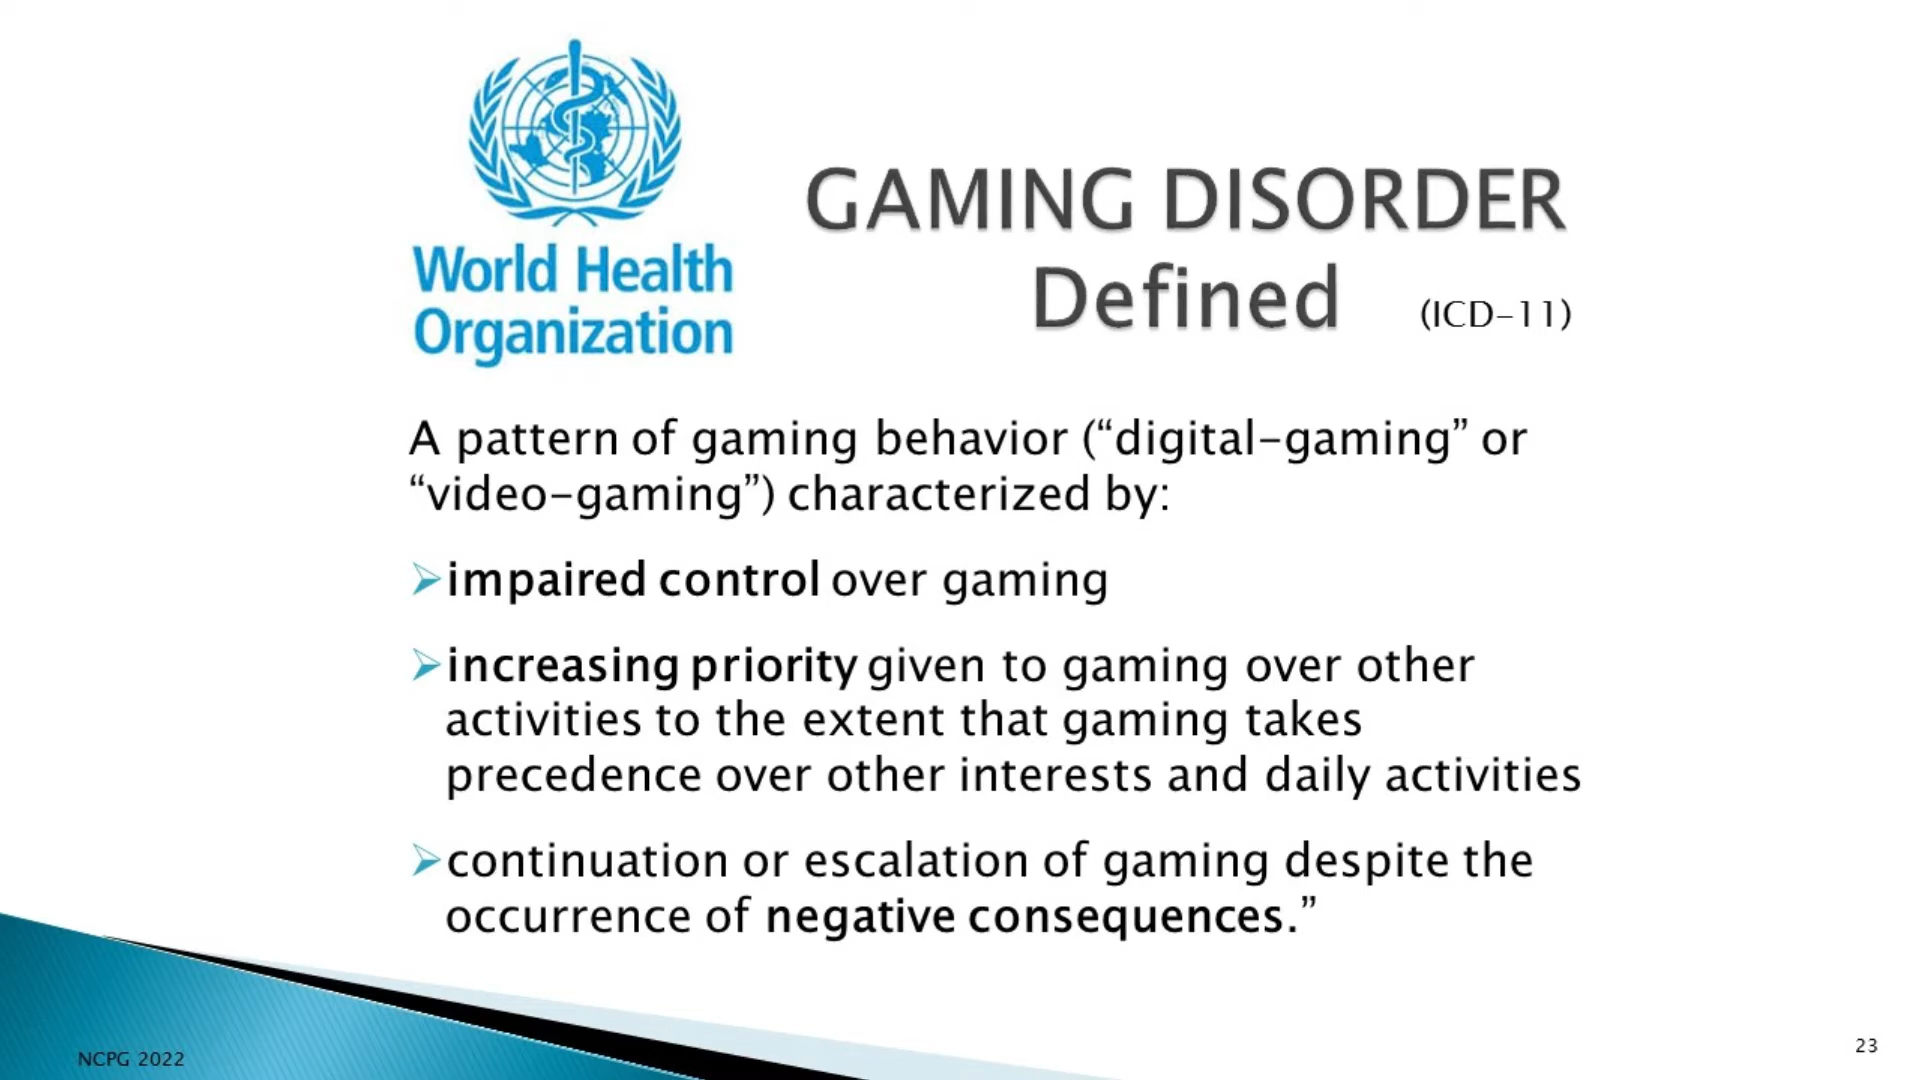 World Health
Organization
GAMING DISORDER
Defined (ICD-11)
A pattern of gaming behavior (“digital-gaming” or
“video-gaming”) characterized by:
➢impaired control over gaming
➢increasing priority given to gaming over other
activities to the extent that gaming takes
precedence over other interests and daily activities
➢continuation or escalation of gaming despite the
occurrence of negative consequences.”
NCPG 2022
23